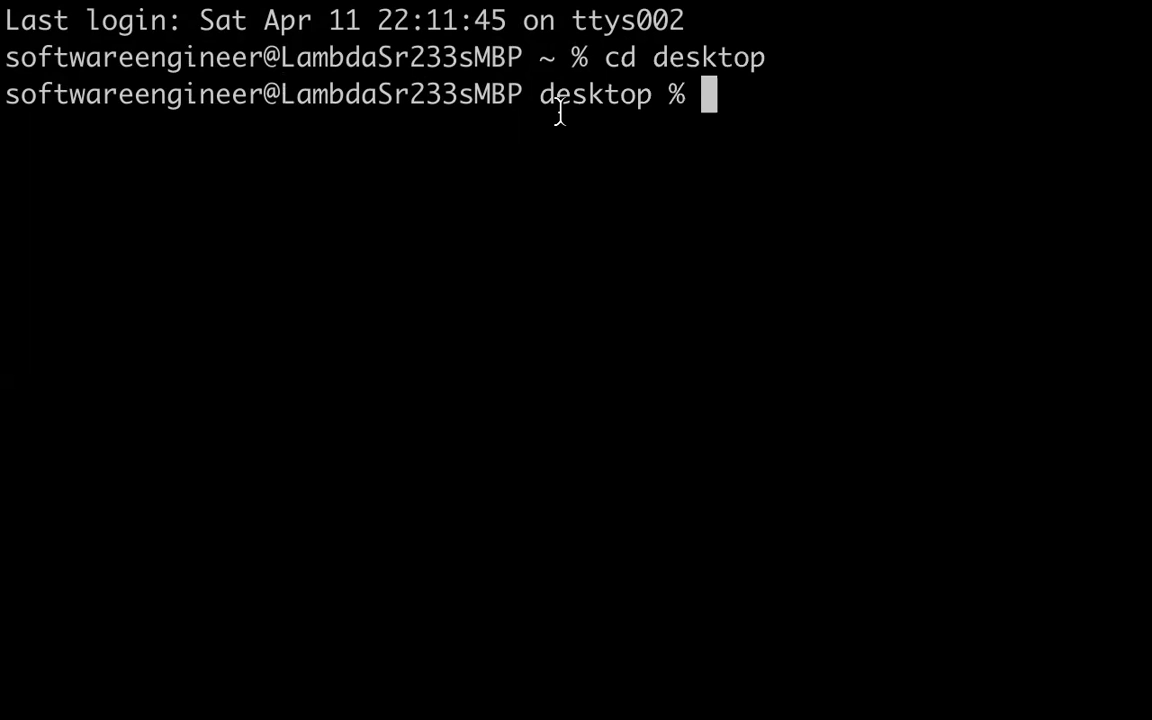 Last login: Sat Apr 11 22:11:45 on ttys002
softwareengineer@LambdaSr233sMBP ~ % cd desktop
softwareengineer@LambdaSr233sMBP desktop %